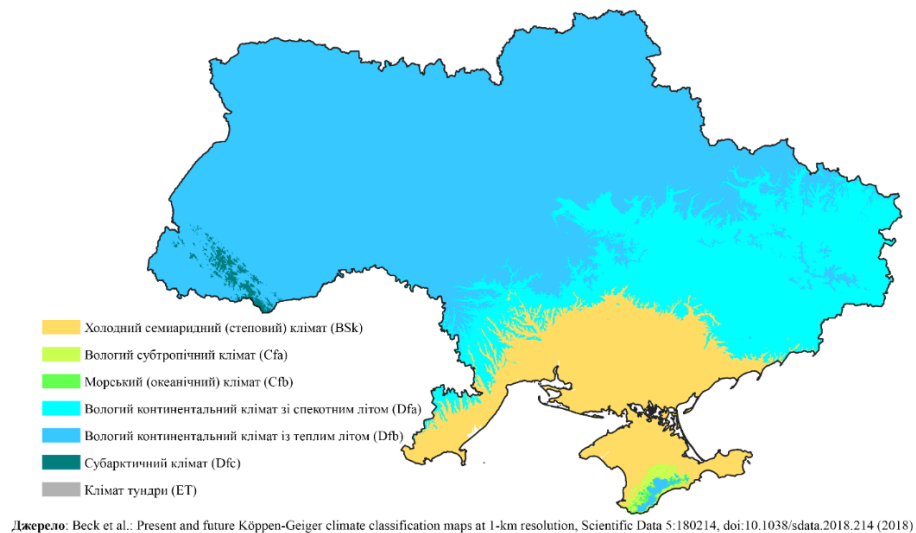 Холодний семиаридний (степовий) клімат (BSk)
Вологий субтропічний клімат (Cfa)
Морський (океанічний) клімат (Cfb)
Вологий континентальний клімат зі спекотним літом (Dfa)
Вологий континентальний клімат із теплим літом (Dfb)
Субарктичний клімат (Dfc)
Клімат тундри (ET)
Джерело: Beck et al.: Present and future Köppen-Geiger climate classification maps at 1-km resolution, Scientific Data 5:180214, doi:10.1038/sdata.2018.214 (2018)